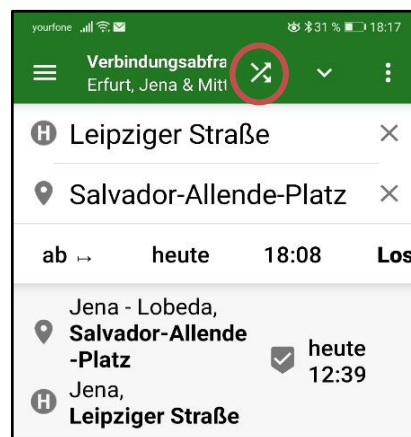 yourfone 31 % 18:17
Verbindungsabfra
Erfurt, Jena & Mitt
H Leipziger Straße
Salvador-Allende-Platz
ab ↦ heute 18:08 Los
Jena - Lobeda,
Salvador-Allende
-Platz
heute
12:39
H Jena,
Leipziger Straße